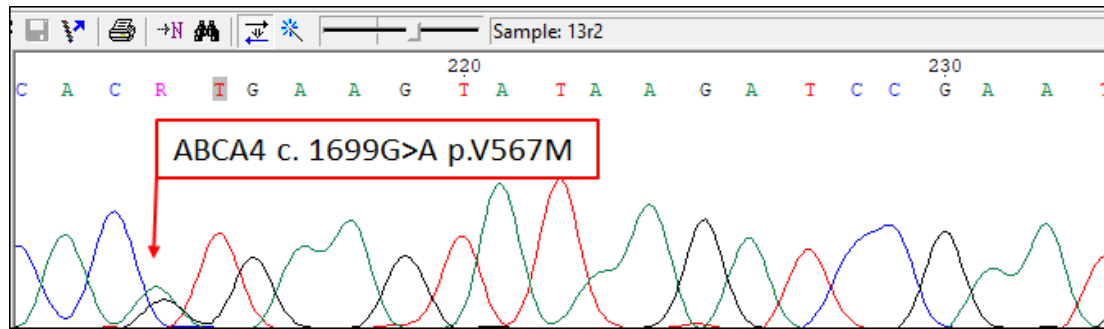 →N Sample: 13r2
220 230
C A C R T G A A G T A T A A G A T C C G A A T
ABCA4 c. 1699G>A p.V567M